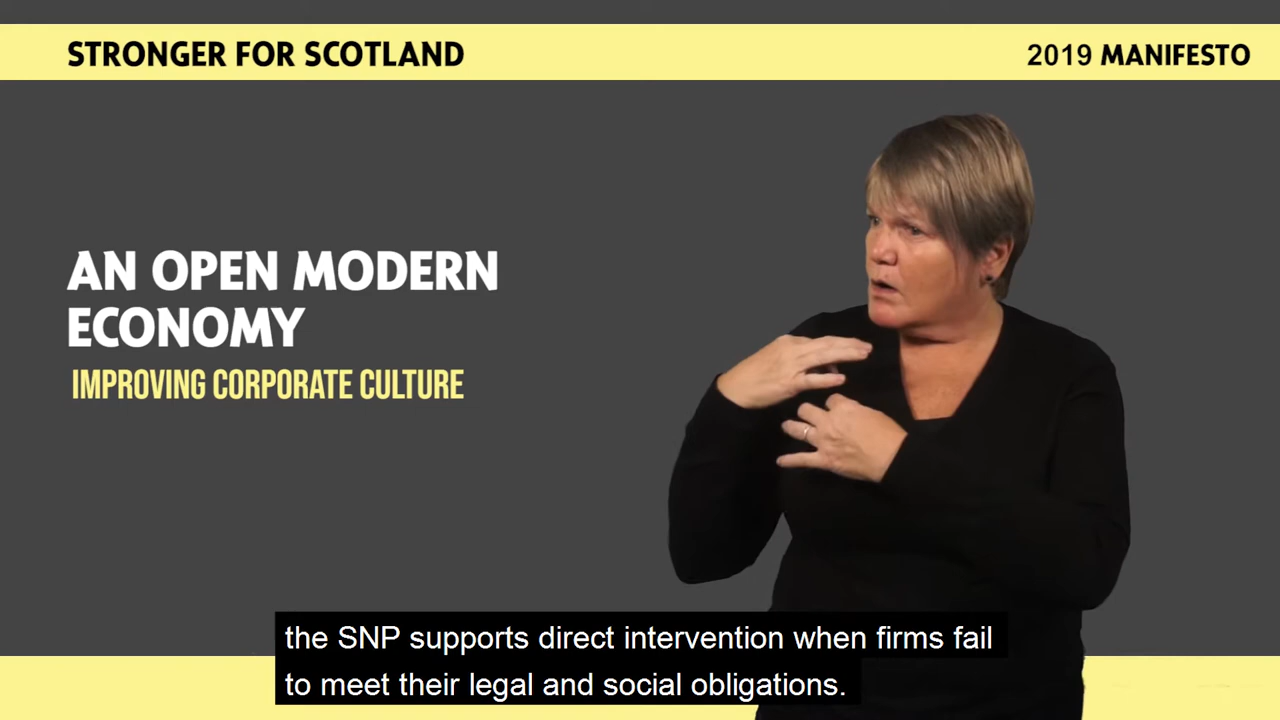 STRONGER FOR SCOTLAND
2019 MANIFESTO
AN OPEN MODERN
ECONOMY
IMPROVING CORPORATE CULTURE
the SNP supports direct intervention when firms fail
to meet their legal and social obligations.